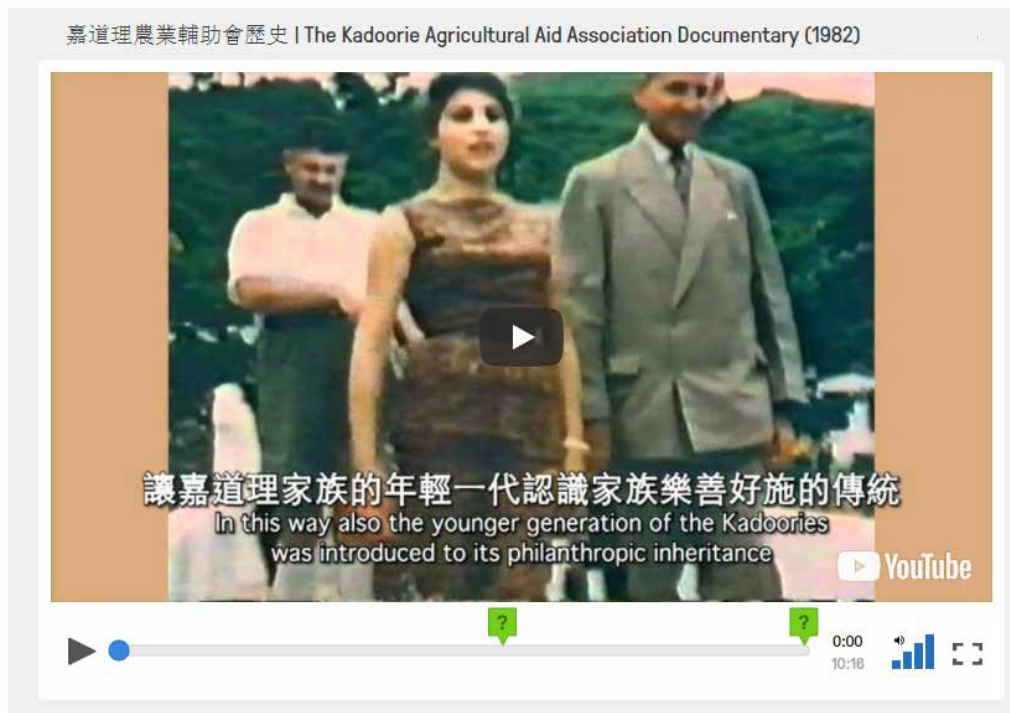 嘉道理農業輔助會歷史 | The Kadoorie Agricultural Aid Association Documentary (1982)
讓嘉道理家族的年輕一代認識家族樂善好施的傳統
In this way also the younger generation of the Kadoories
was introduced to its philanthropic inheritance
YouTube
? ?
0:00
10:16